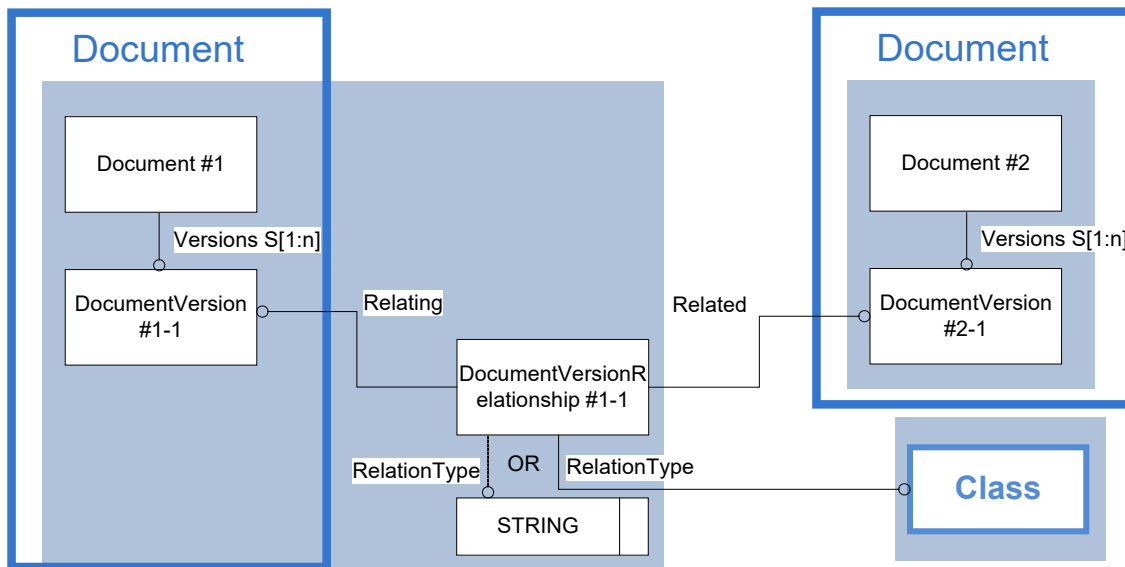 Document
Document
Document #1
Document #2
Versions S[1:n]
Versions S[1:n]
DocumentVersion
#1-1
DocumentVersion
#2-1
Relating
Related
DocumentVersionR
elationship #1-1
RelationType
OR
RelationType
STRING
Class